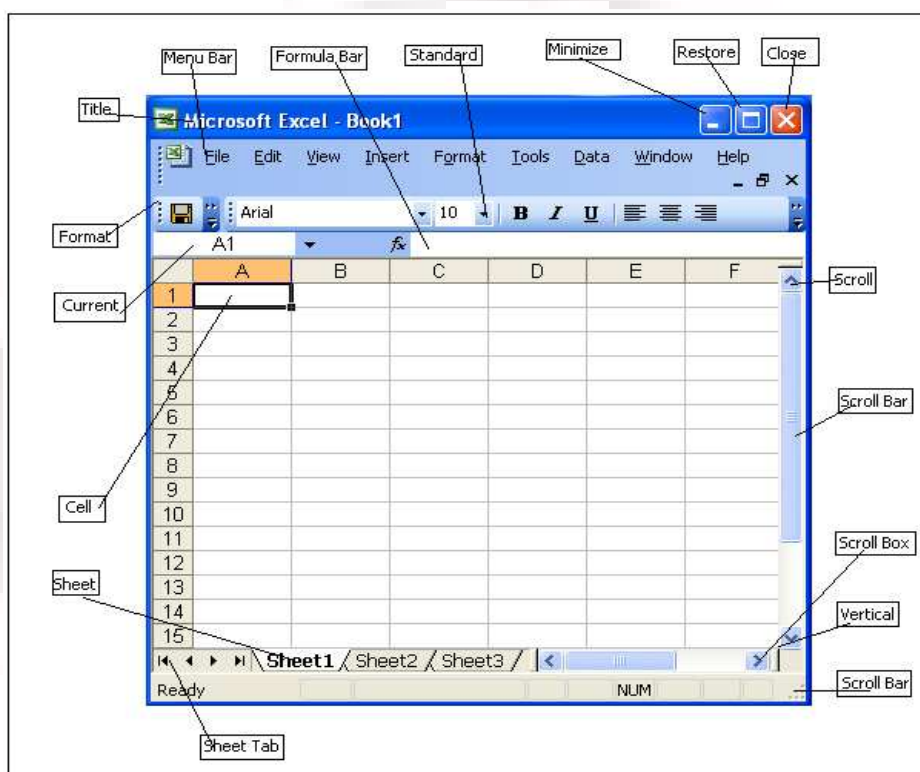 Menu Bar
Formula Bar
Standard
Minimize
Restore
Close
Title
Microsoft Excel - Book1
File Edit View Insert Format Tools Data Window Help
Arial 10 B I U
Format
A1 fx
A B C D E F
Scroll
Current
1
2
3
4
5
6
7
8
9
10
11
12
13
14
15
Scroll Bar
Cell
Scroll Box
Sheet
Vertical
Sheet1 Sheet2 Sheet3
Ready NUM
Scroll Bar
Sheet Tab